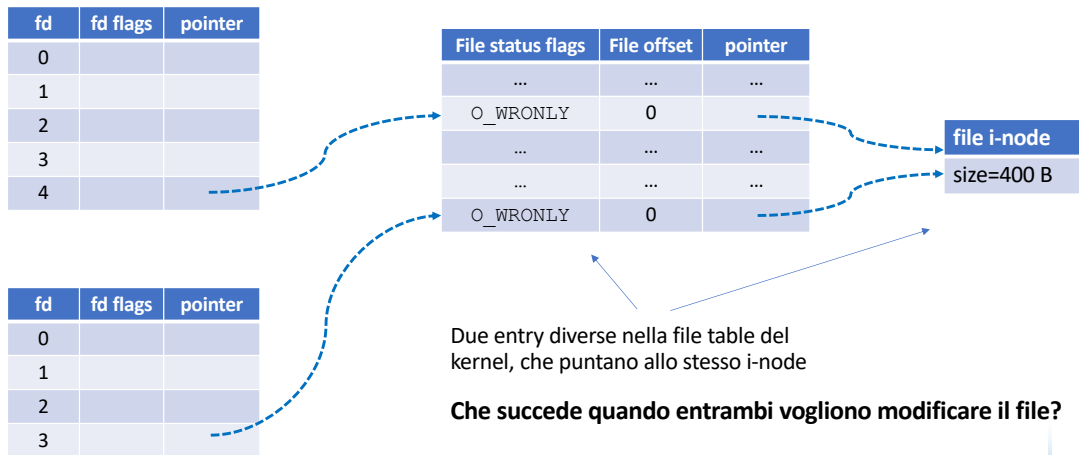 fd fd flags pointer
0
1
2
3
4
File status flags File offset pointer
... ... ...
O_WRONLY 0
... ... ...
... ... ...
O_WRONLY 0
file i-node
size=400 B
fd fd flags pointer
0
1
2
3
Due entry diverse nella file table del
kernel, che puntano allo stesso i-node
Che succede quando entrambi vogliono modificare il file?